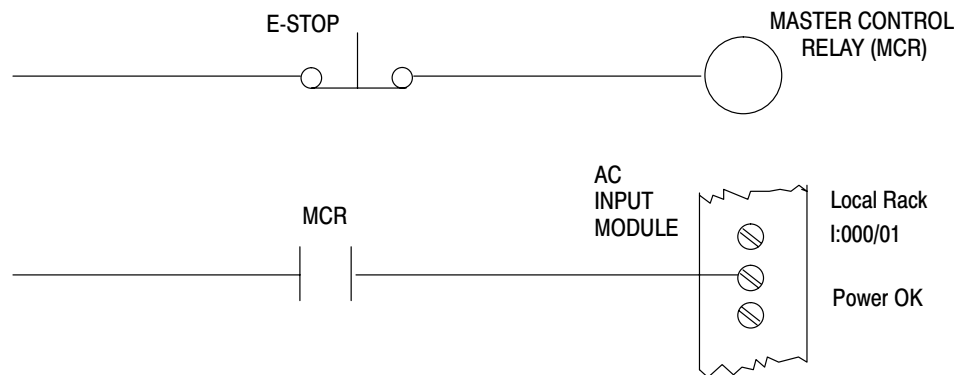 E-STOP
MASTER CONTROL
RELAY (MCR)
MCR
AC
INPUT
MODULE
Local Rack
I:000/01
Power OK